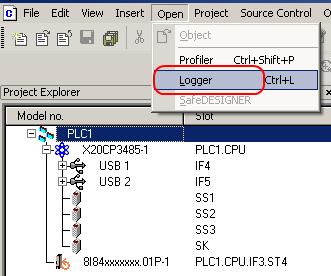 File Edit View Insert Open Project Source Control O
Object
Profiler Ctrl+Shift+P
Logger Ctrl+L
SafeDESIGNER
Project Explorer
Model no. Slot
PLC1
X20CP3485-1 PLC1.CPU
USB 1 IF4
USB 2 IF5
SS1
SS2
SS3
SK
8I84xxxxxxx.01P-1 PLC1.CPU.IF3.ST4